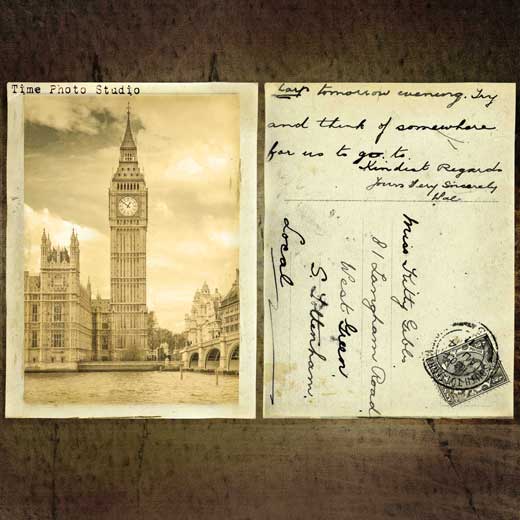 Time Photo Studio
tomorrow evening. Try
and think of somewhere
for us to go to.
Kindest Regards
Yours Very Sincerely
Hal
Miss Kitty Gibbs
81 Langham Road
West Green
S. Tottenham.
Local